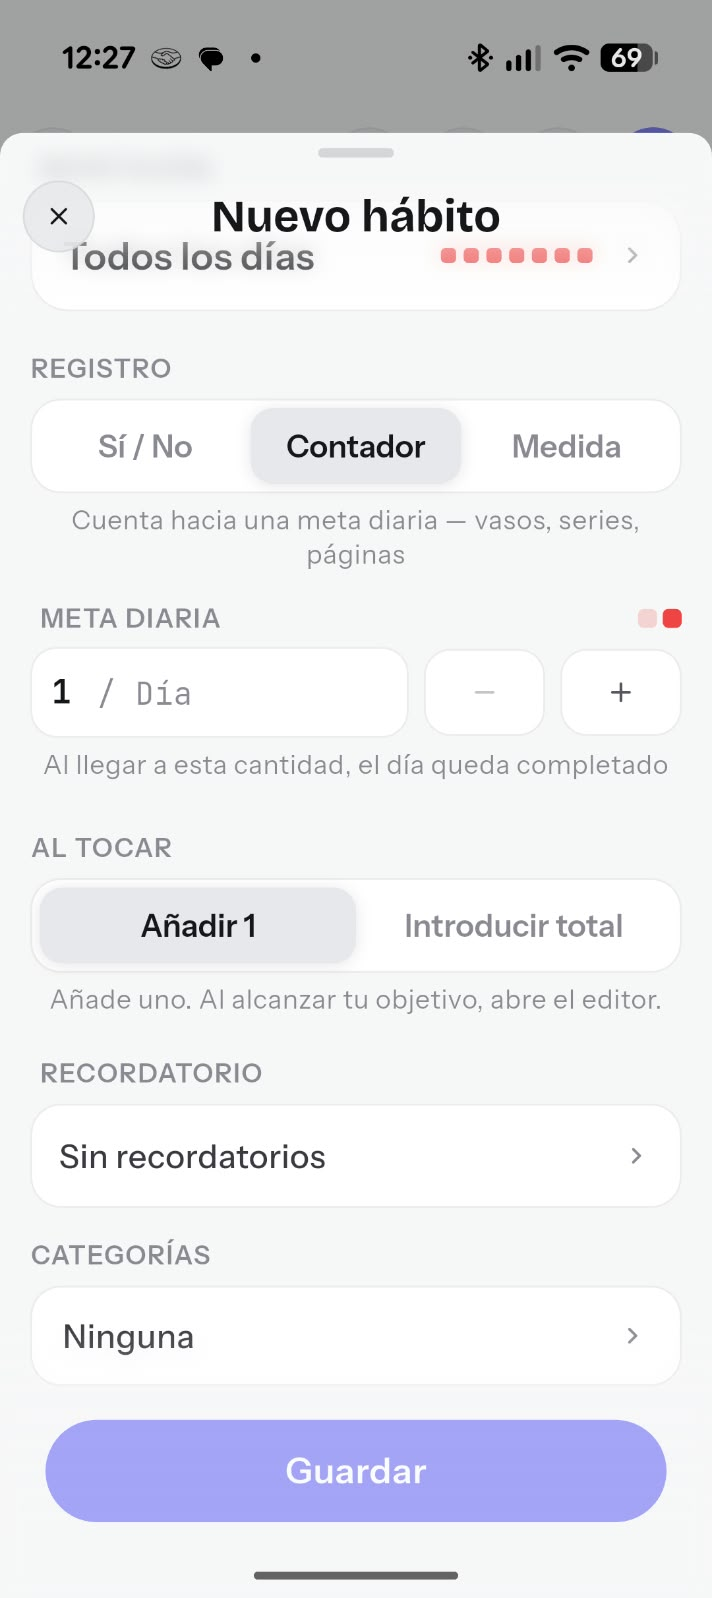 12:27
69
Nuevo hábito
Todos los días
REGISTRO
Sí / No
Contador
Medida
Cuenta hacia una meta diaria — vasos, series,
páginas
META DIARIA
1 / Día
Al llegar a esta cantidad, el día queda completado
AL TOCAR
Añadir 1
Introducir total
Añade uno. Al alcanzar tu objetivo, abre el editor.
RECORDATORIO
Sin recordatorios
CATEGORÍAS
Ninguna
Guardar